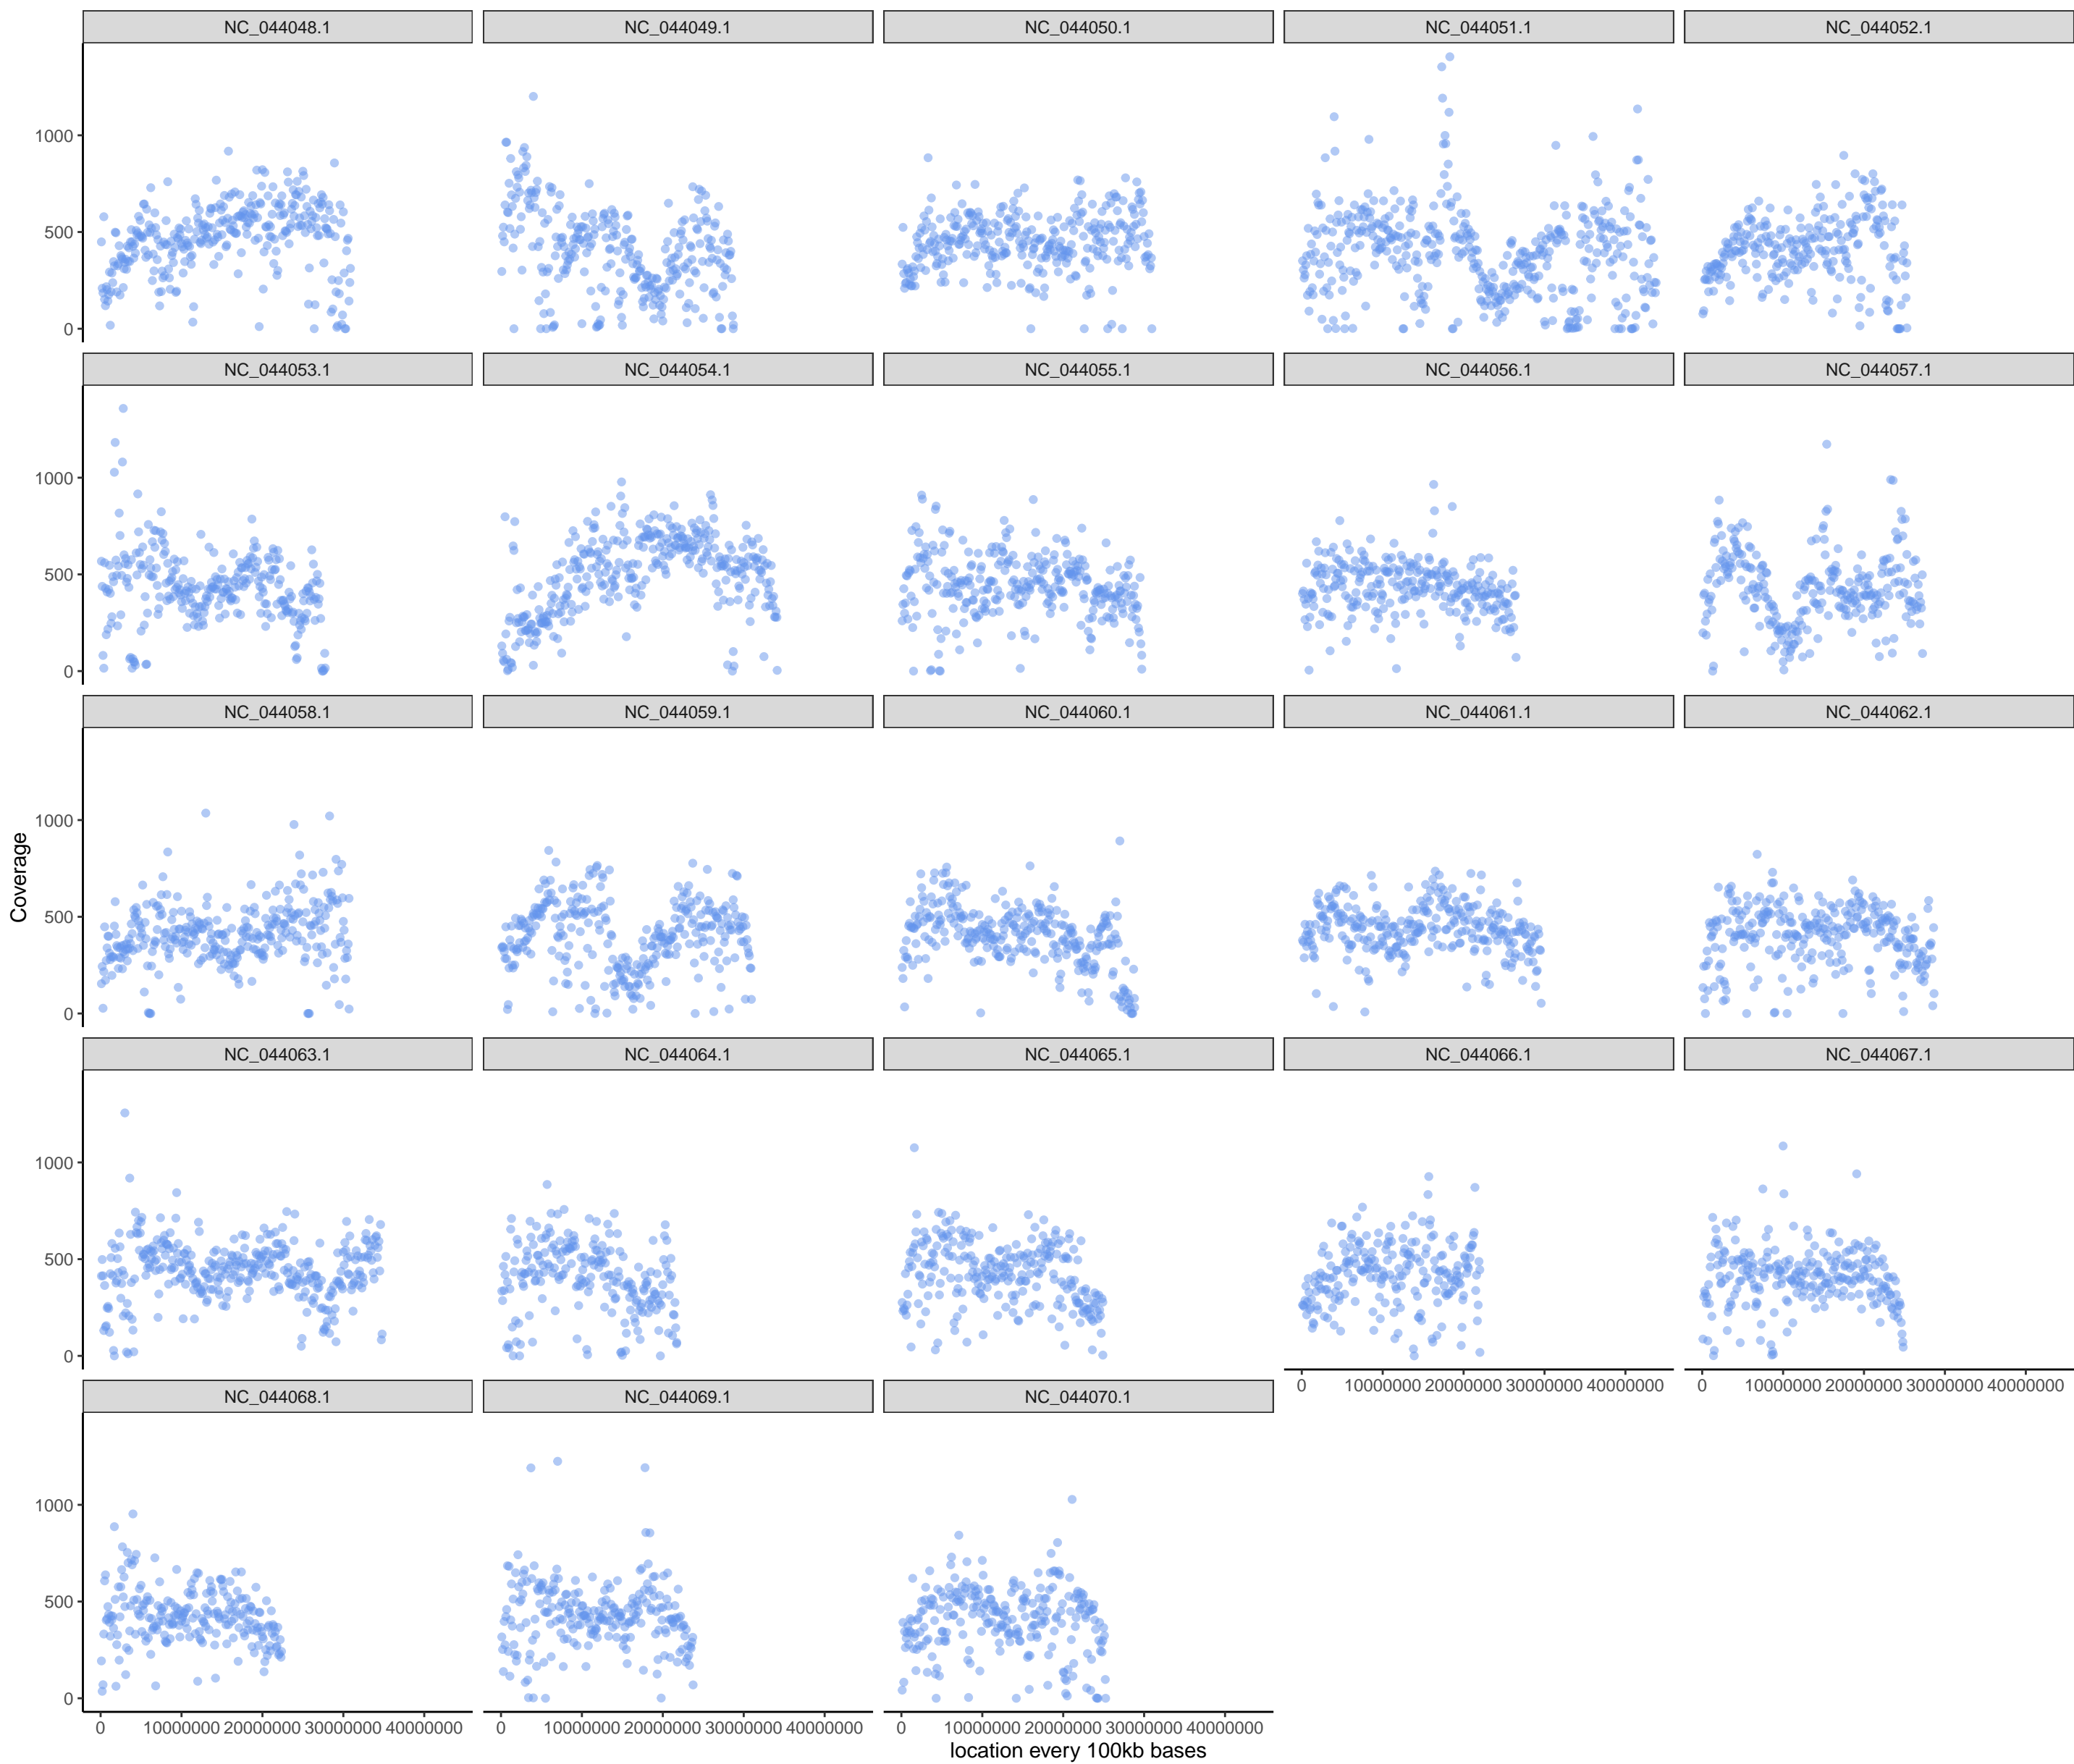 NC_044048.1 NC_044049.1 NC_044050.1 NC_044051.1 NC_044052.1
1000
500
0
NC_044053.1 NC_044054.1 NC_044055.1 NC_044056.1 NC_044057.1
1000
500
0
NC_044058.1 NC_044059.1 NC_044060.1 NC_044061.1 NC_044062.1
Coverage
1000
500
0
NC_044063.1 NC_044064.1 NC_044065.1 NC_044066.1 NC_044067.1
1000
500
0
0 10000000 20000000 30000000 40000000 0 10000000 20000000 30000000 40000000
NC_044068.1 NC_044069.1 NC_044070.1
1000
500
0
0 10000000 20000000 30000000 40000000 0 10000000 20000000 30000000 40000000 0 10000000 20000000 30000000 40000000
location every 100kb bases